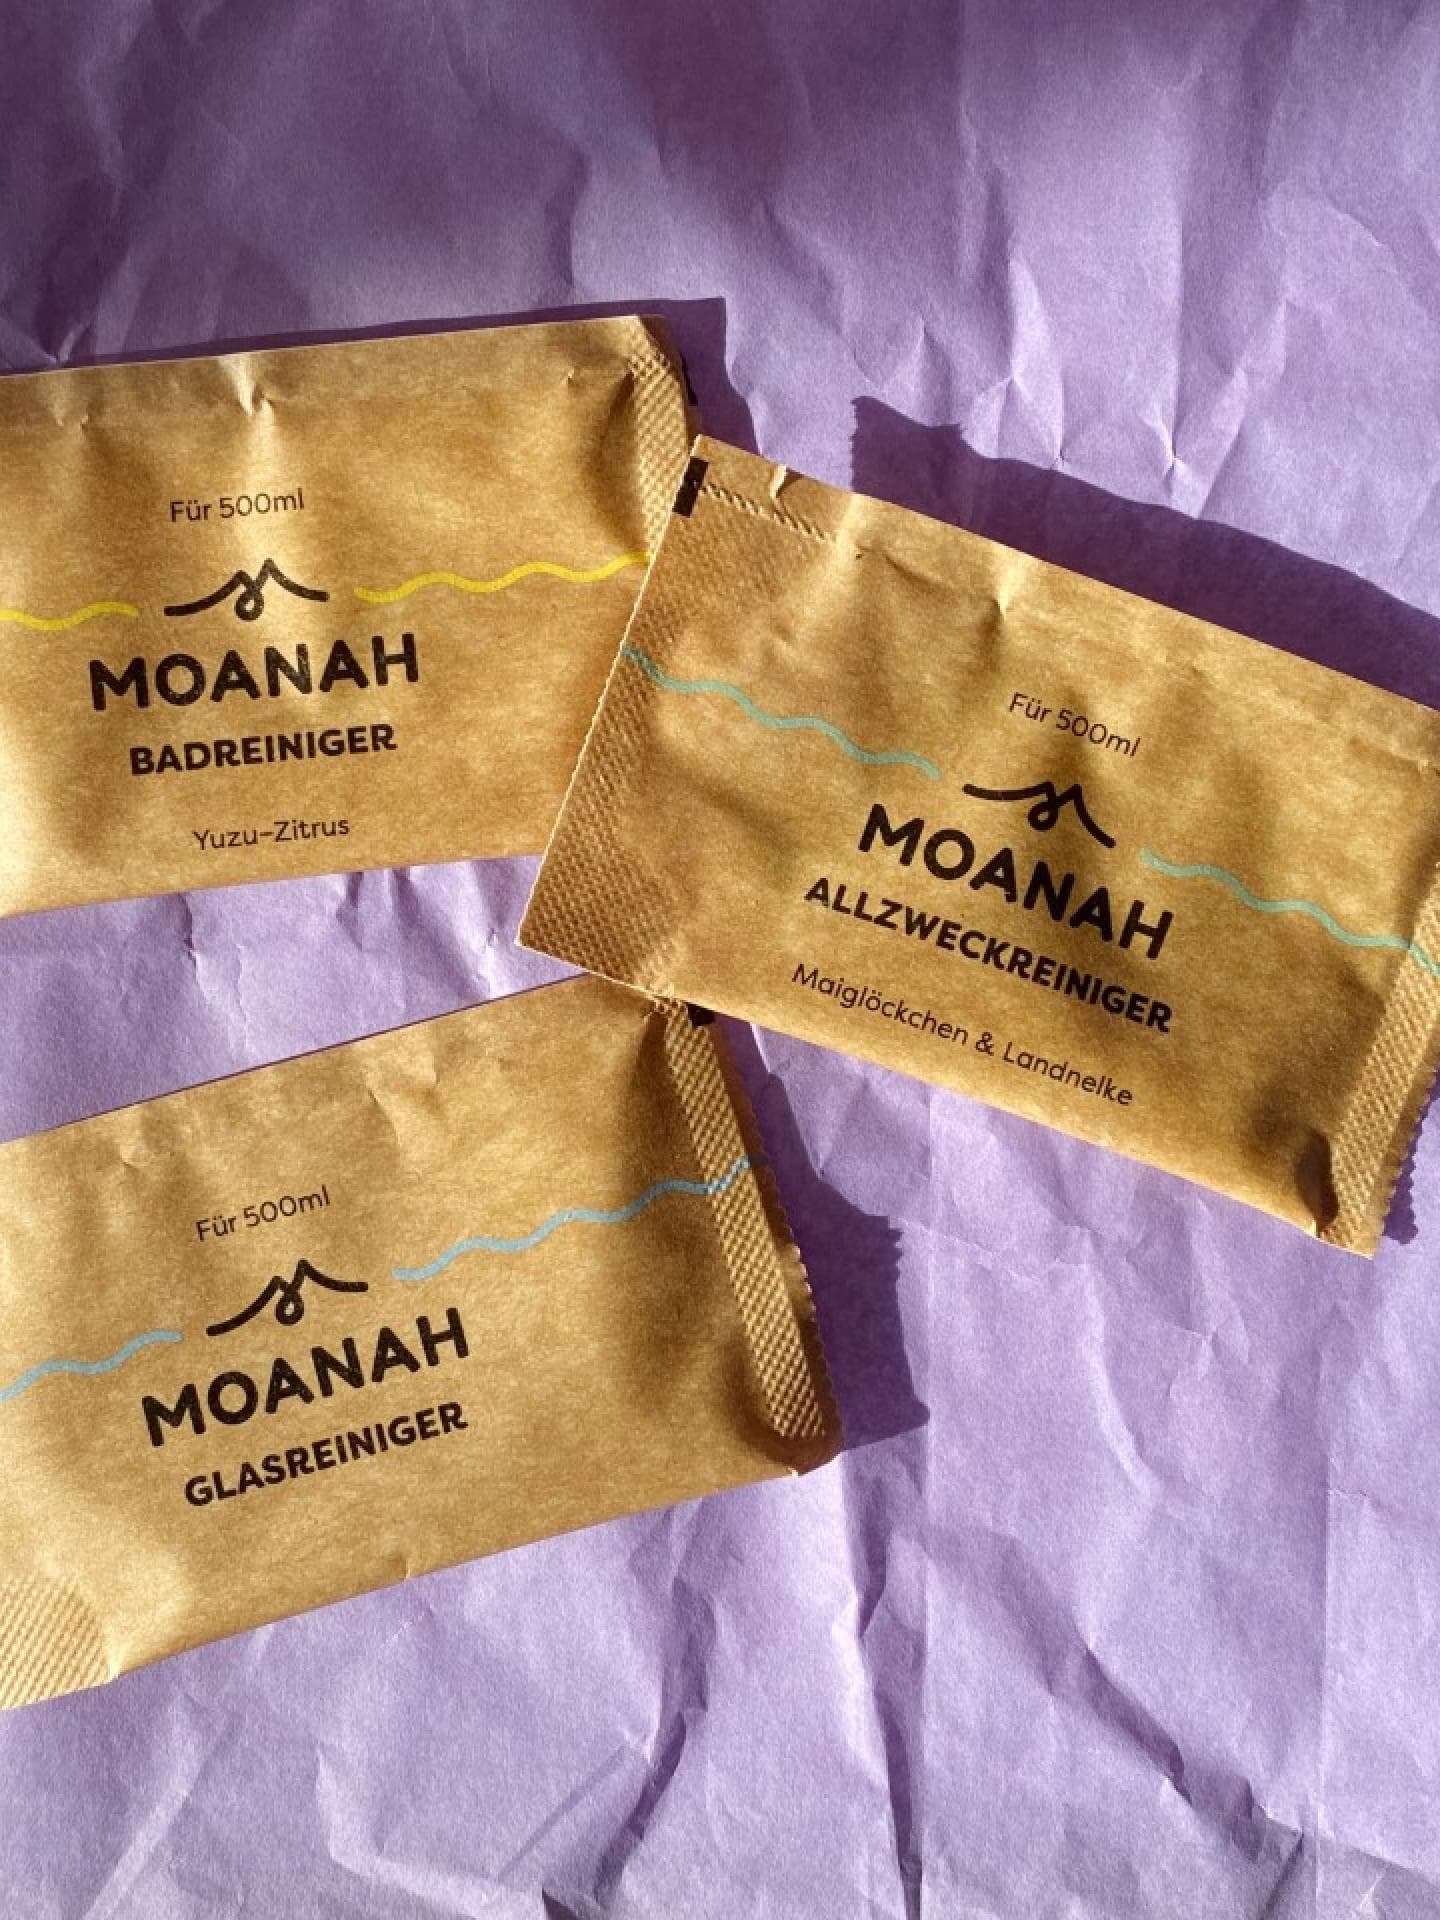 Für 500ml
MOANAH
BADREINIGER
Yuzu-Zitrus
Für 500ml
MOANAH
ALLZWECKREINIGER
Maiglöckchen & Landnelke
Für 500ml
MOANAH
GLASREINIGER